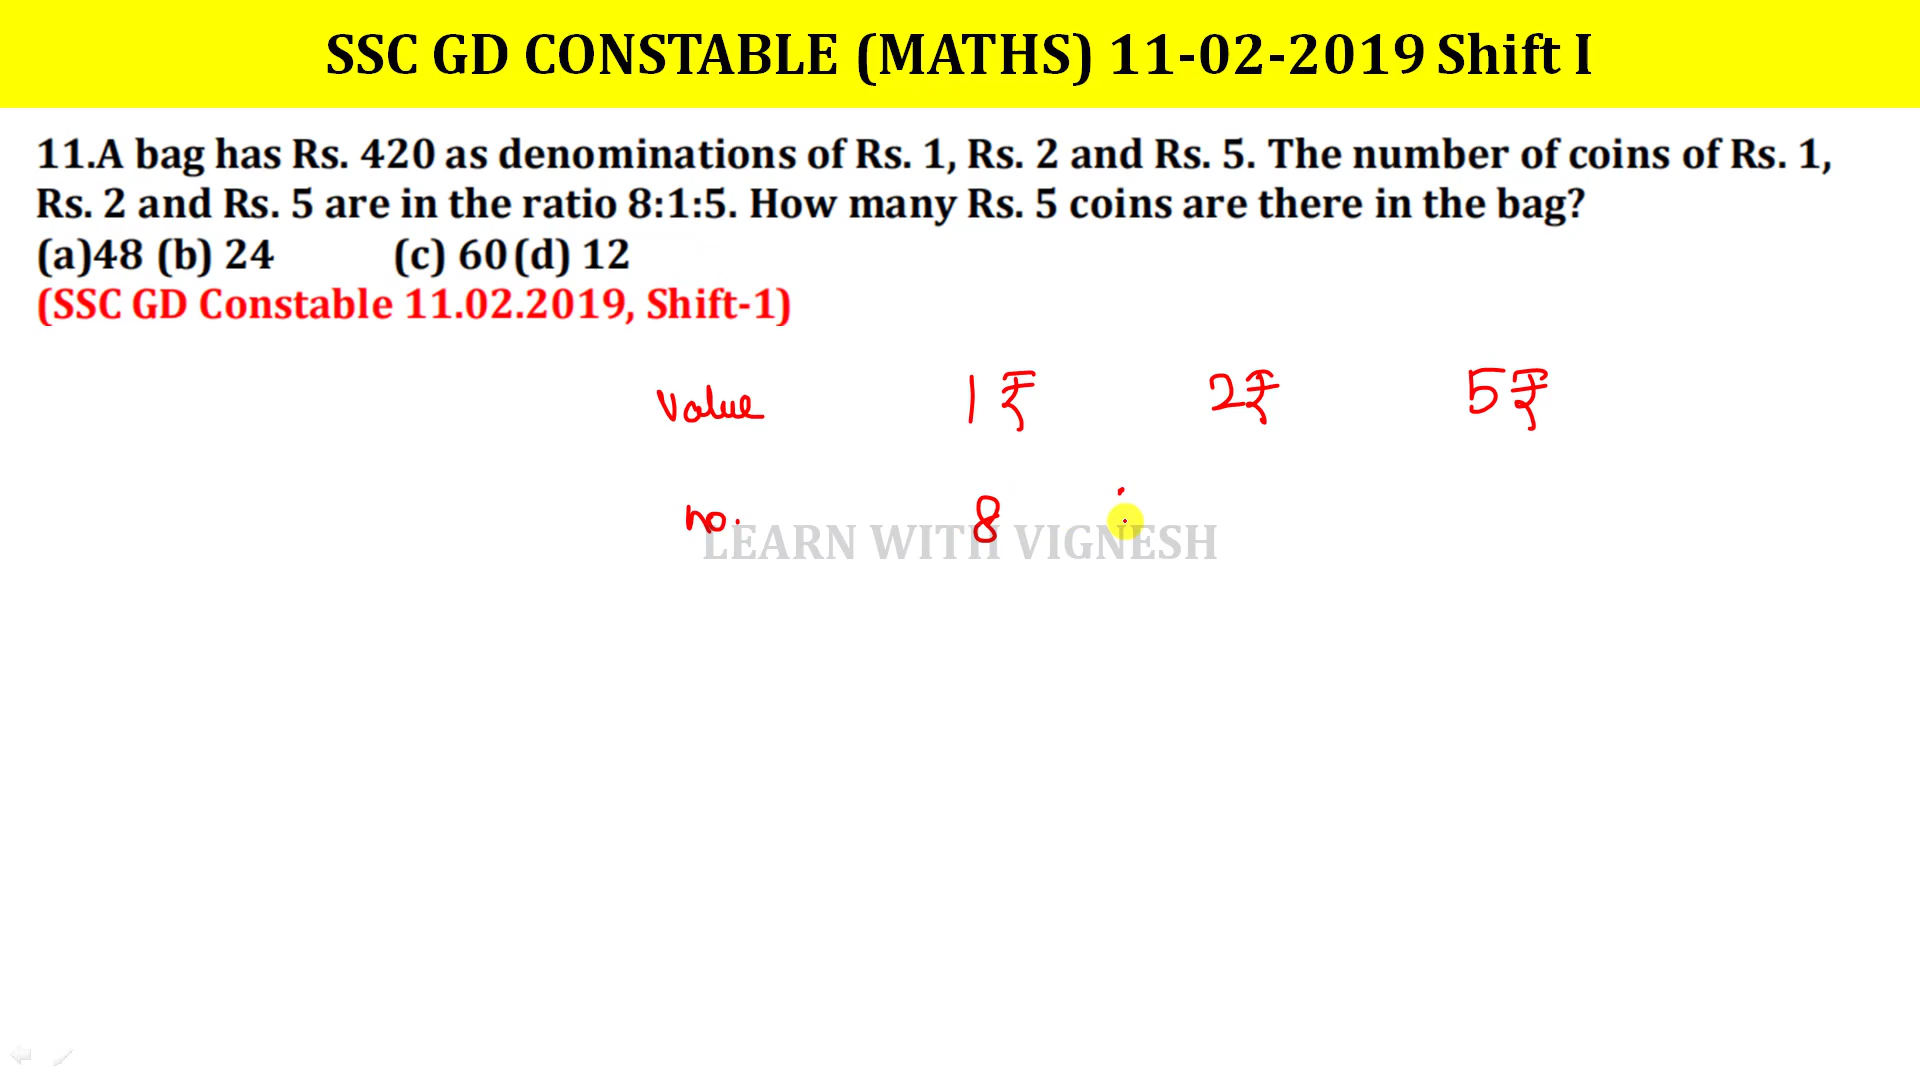 SSC GD CONSTABLE (MATHS) 11-02-2019 Shift I
11.A bag has Rs. 420 as denominations of Rs. 1, Rs. 2 and Rs. 5. The number of coins of Rs. 1,
Rs. 2 and Rs. 5 are in the ratio 8:1:5. How many Rs. 5 coins are there in the bag?
(a)48 (b) 24 (c) 60 (d) 12
(SSC GD Constable 11.02.2019, Shift-1)
Value 1₹ 2₹ 5₹
no. 8 :
LEARN WITH VIGNESH